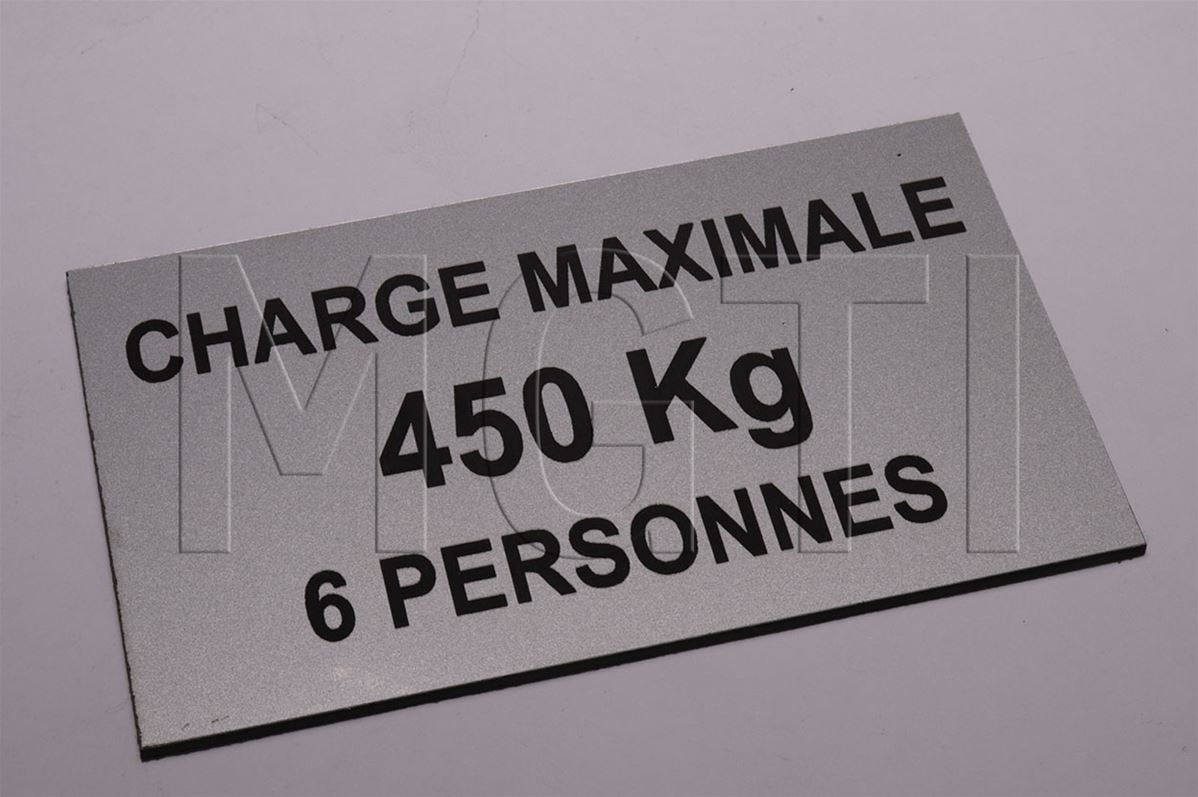 CHARGE MAXIMALE
450 Kg
6 PERSONNES
MGTI